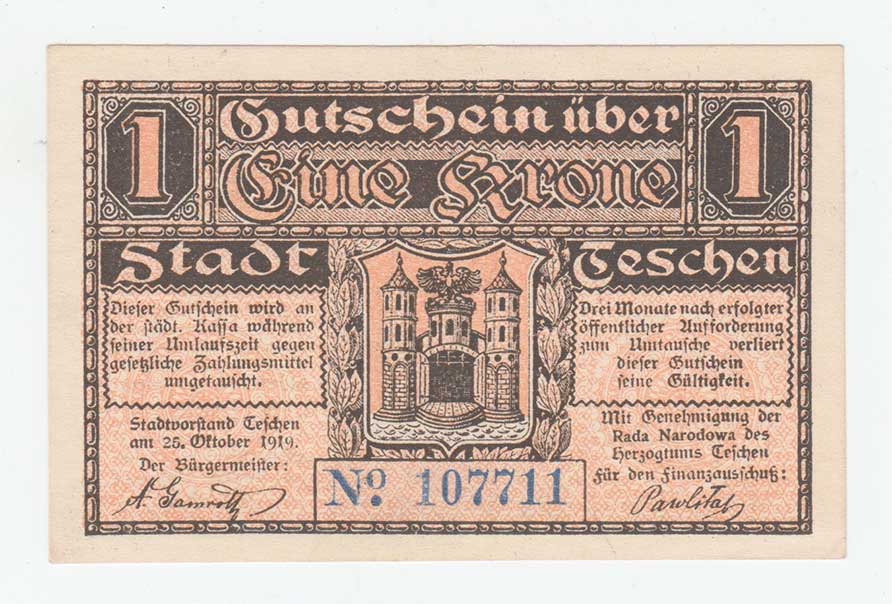 1
Gutschein über
1
Eine Krone
Stadt
Teschen
Dieser Gutschein wird an
der städt. Kassa während
seiner Umlaufszeit gegen
gesetzliche Zahlungsmittel
umgetauscht.
Drei Monate nach erfolgter
öffentlicher Aufforderung
zum Umtausche verliert
dieser Gutschein
seine Gültigkeit.
Stadtvorstand Teschen
am 25. Oktober 1919.
Der Bürgermeister:
A. Gamroth
Mit Genehmigung der
Rada Narodowa des
Herzogtums Teschen
für den Finanzausschuß:
No. 107711